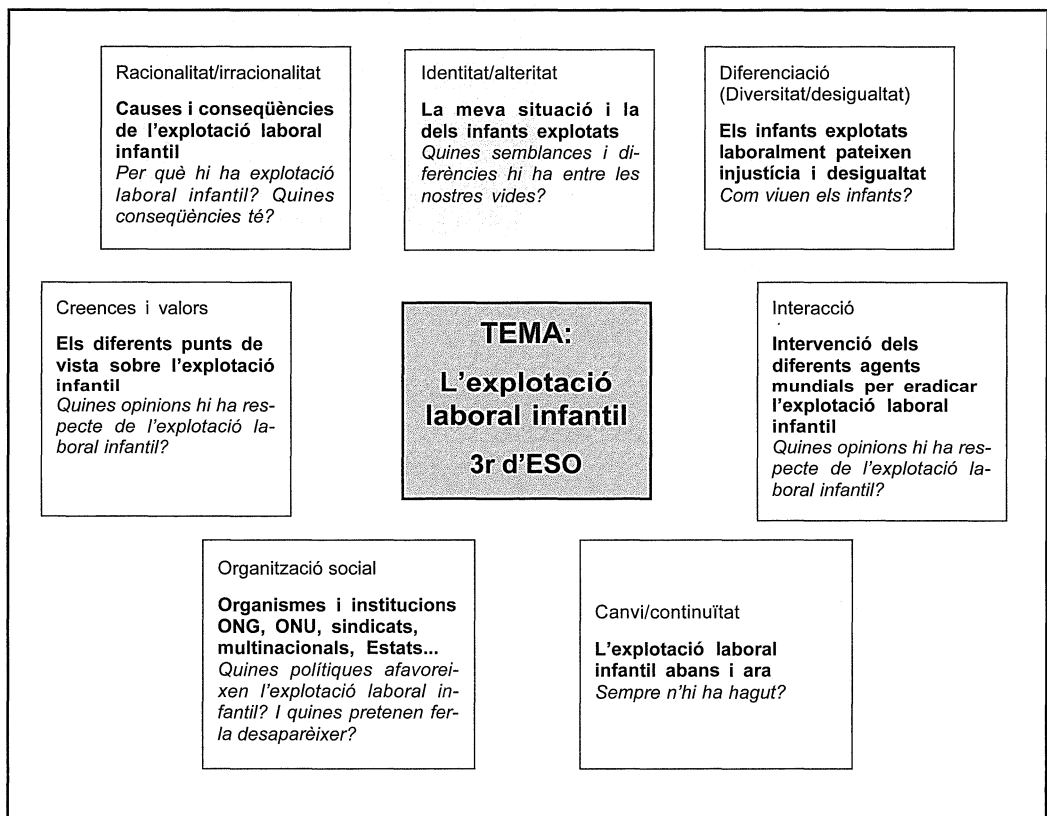 Racionalitat/irracionalitat
Causes i conseqüències
de l'explotació laboral
infantil
Per què hi ha explotació
laboral infantil? Quines
conseqüències té?
Identitat/alteritat
La meva situació i la
dels infants explotats
Quines semblances i di-
ferències hi ha entre les
nostres vides?
Diferenciació
(Diversitat/desigualtat)
Els infants explotats
laboralment pateixen
injustícia i desigualtat
Com viuen els infants?
Creences i valors
Els diferents punts de
vista sobre l'explotació
infantil
Quines opinions hi ha res-
pecte de l'explotació la-
boral infantil?
TEMA:
L'explotació
laboral infantil
3r d'ESO
Interacció
Intervenció dels
diferents agents
mundials per eradicar
l'explotació laboral
infantil
Quines opinions hi ha res-
pecte de l'explotació la-
boral infantil?
Organització social
Organismes i institucions
ONG, ONU, sindicats,
multinacionals, Estats...
Quines polítiques afavorei-
xen l'explotació laboral in-
fantil? I quines pretenen fer-
la desaparèixer?
Canvi/continuïtat
L'explotació laboral
infantil abans i ara
Sempre n'hi ha hagut?